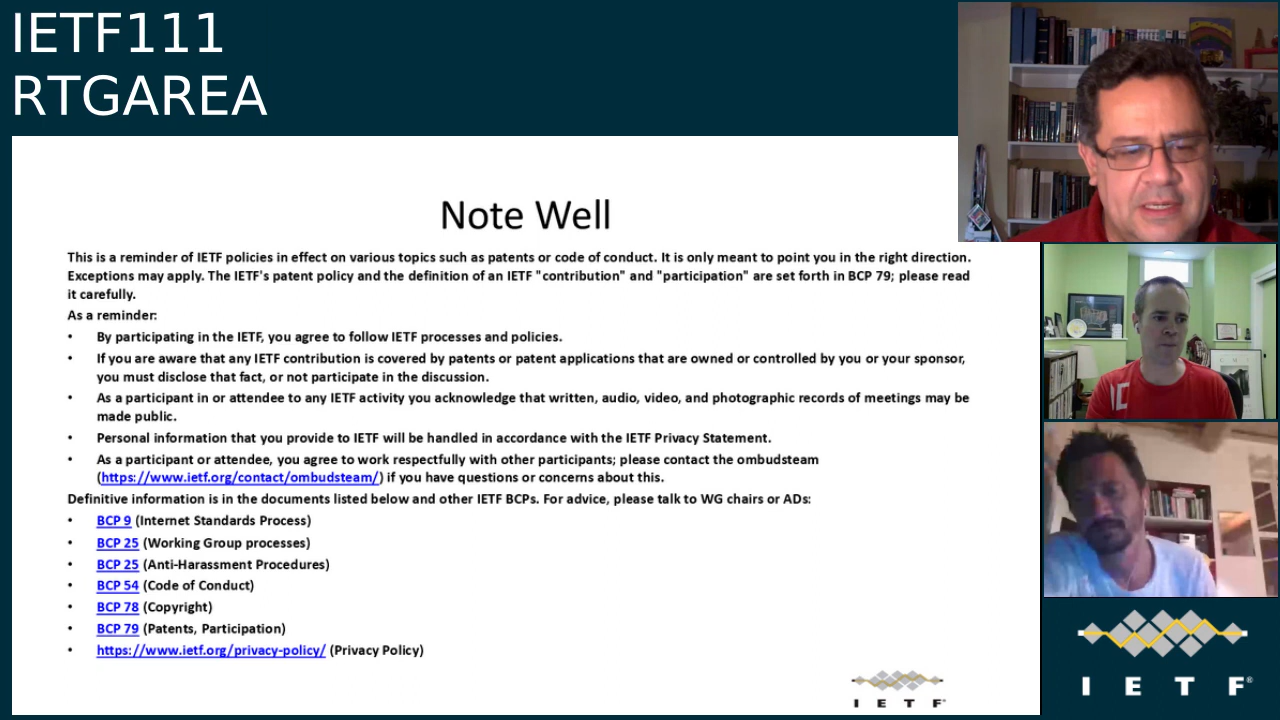 IETF111
RTGAREA
Note Well
This is a reminder of IETF policies in effect on various topics such as patents or code of conduct. It is only meant to point you in the right direction.
Exceptions may apply. The IETF's patent policy and the definition of an IETF "contribution" and "participation" are set forth in BCP 79; please read
it carefully.
As a reminder:
• By participating in the IETF, you agree to follow IETF processes and policies.
• If you are aware that any IETF contribution is covered by patents or patent applications that are owned or controlled by you or your sponsor,
you must disclose that fact, or not participate in the discussion.
• As a participant in or attendee to any IETF activity you acknowledge that written, audio, video, and photographic records of meetings may be
made public.
• Personal information that you provide to IETF will be handled in accordance with the IETF Privacy Statement.
• As a participant or attendee, you agree to work respectfully with other participants; please contact the ombudsteam
(https://www.ietf.org/contact/ombudsteam/) if you have questions or concerns about this.
Definitive information is in the documents listed below and other IETF BCPs. For advice, please talk to WG chairs or ADs:
• BCP 9 (Internet Standards Process)
• BCP 25 (Working Group processes)
• BCP 25 (Anti-Harassment Procedures)
• BCP 54 (Code of Conduct)
• BCP 78 (Copyright)
• BCP 79 (Patents, Participation)
• https://www.ietf.org/privacy-policy/ (Privacy Policy)
I E T F
I E T F®